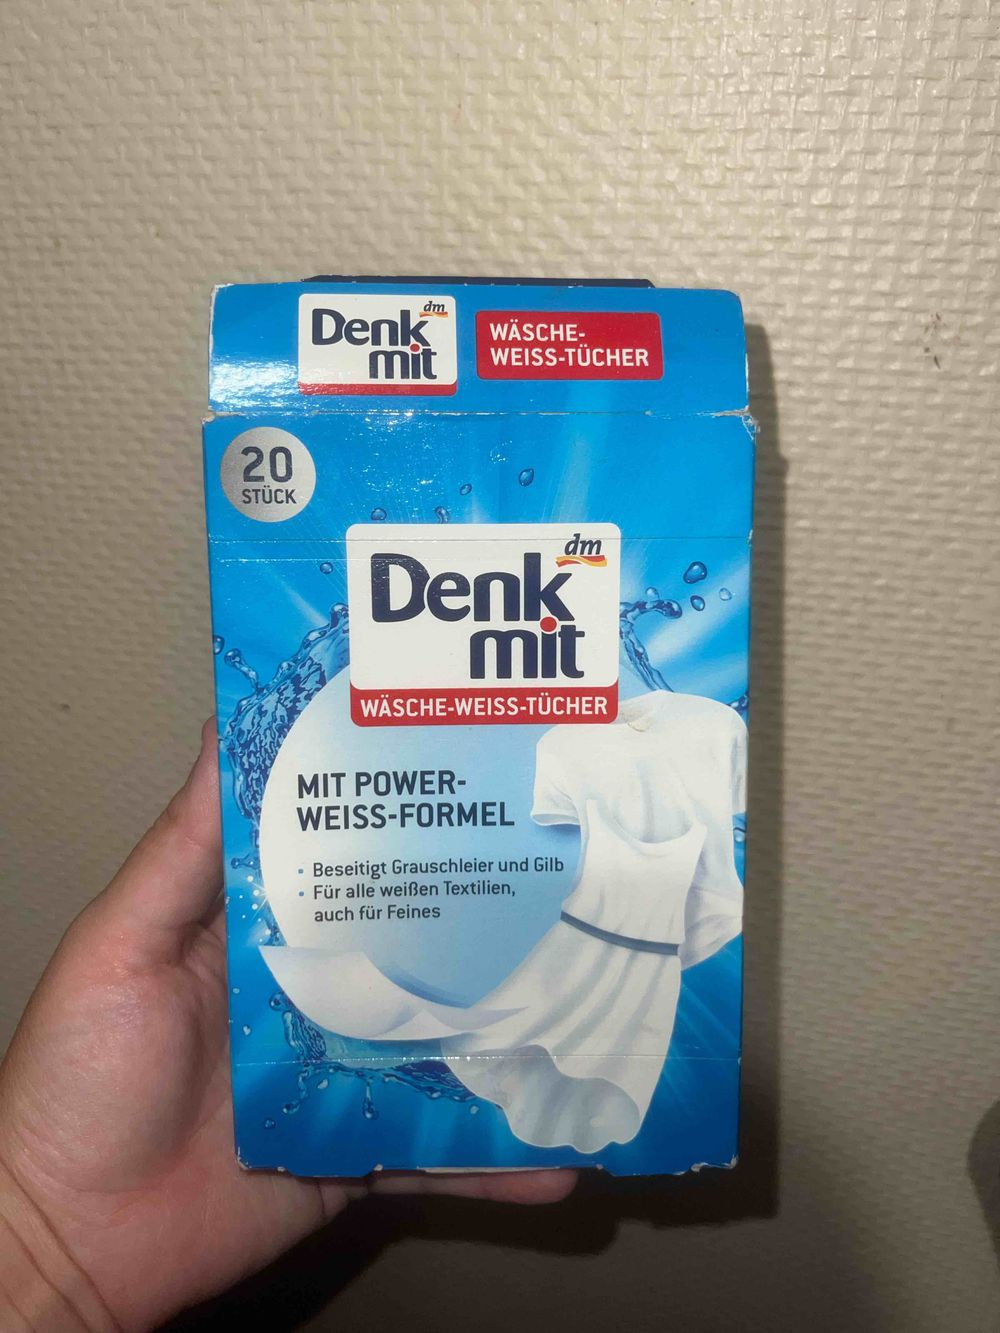 dm
Denk
mit
WÄSCHE-
WEISS-TÜCHER
20
STÜCK
dm
Denk
mit
WÄSCHE-WEISS-TÜCHER
MIT POWER-
WEISS-FORMEL
• Beseitigt Grauschleier und Gilb
• Für alle weißen Textilien,
auch für Feines